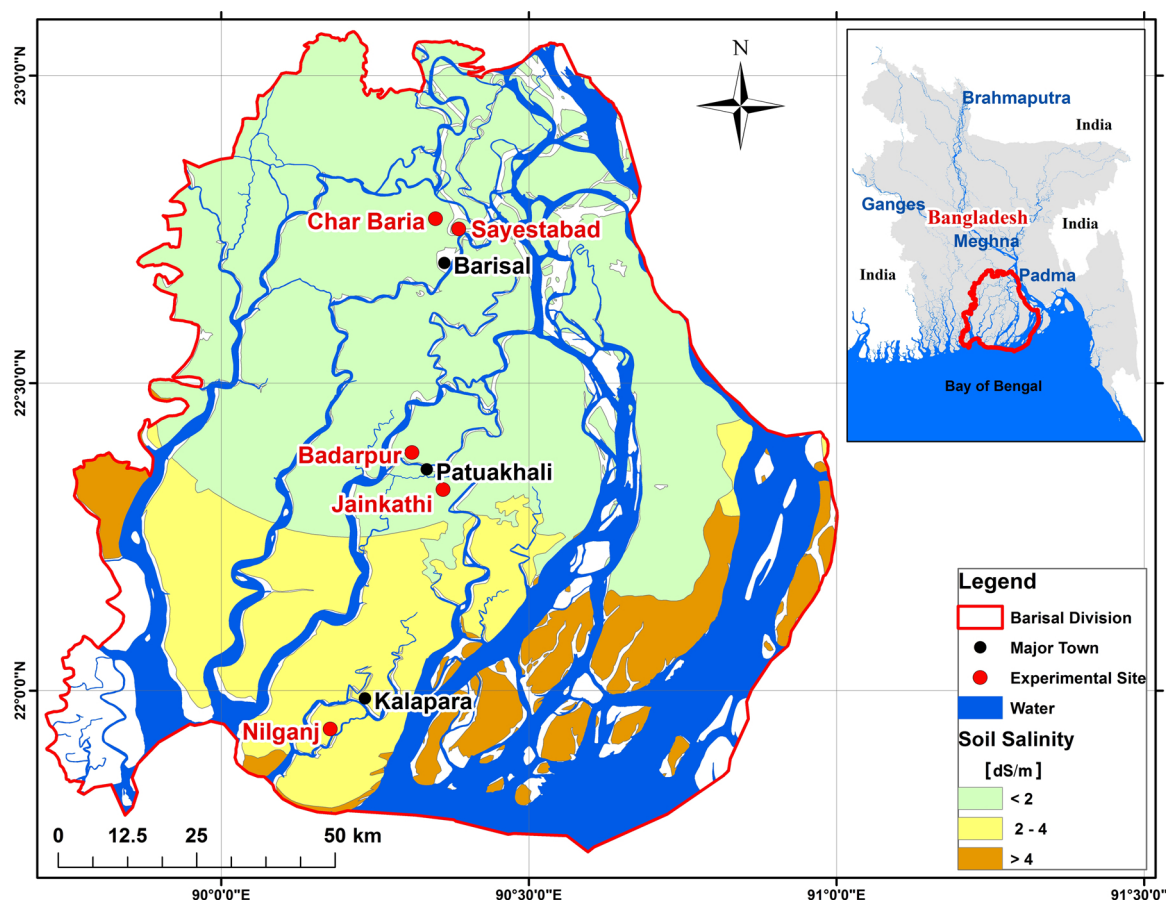 N
23°0'0"N
22°30'0"N
22°0'0"N
Char Baria
Sayestabad
Barisal
Badarpur
Patuakhali
Jainkathi
Kalapara
Nilganj
0 12.5 25 50 km
90°0'0"E
90°30'0"E
91°0'0"E
91°30'0"E
Brahmaputra
India
Ganges
Bangladesh
India
Meghna
India
Padma
Bay of Bengal
Legend
Barisal Division
Major Town
Experimental Site
Water
Soil Salinity
[dS/m]
< 2
2 - 4
> 4